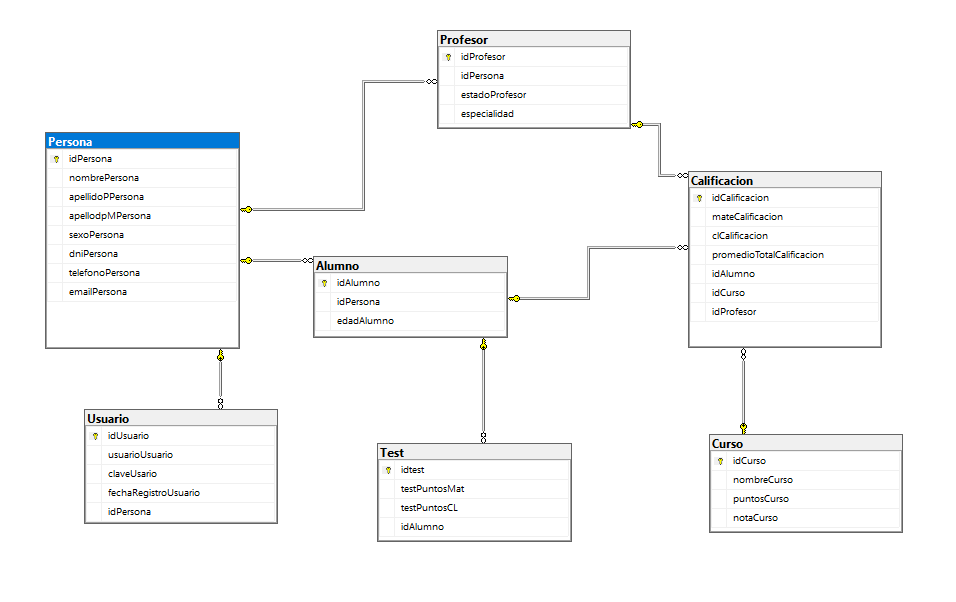 Profesor
idProfesor
idPersona
estadoProfesor
especialidad
Persona
idPersona
nombrePersona
apellidoPPersona
apellodpMPersona
sexoPersona
dniPersona
telefonoPersona
emailPersona
Calificacion
idCalificacion
mateCalificacion
clCalificacion
promedioTotalCalificacion
idAlumno
idCurso
idProfesor
Alumno
idAlumno
idPersona
edadAlumno
Usuario
idUsuario
usuarioUsuario
claveUsario
fechaRegistroUsuario
idPersona
Test
idtest
testPuntosMat
testPuntosCL
idAlumno
Curso
idCurso
nombreCurso
puntosCurso
notaCurso